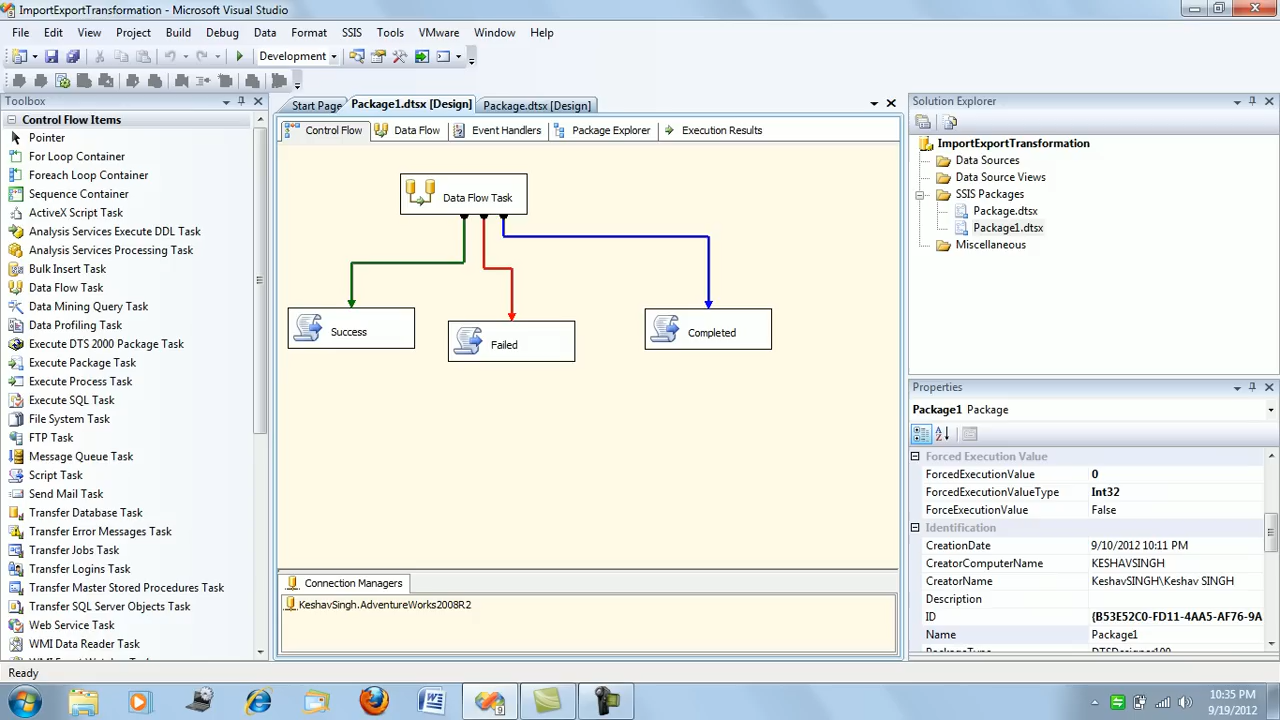 ImportExportTransformation - Microsoft Visual Studio
File Edit View Project Build Debug Data Format SSIS Tools VMware Window Help
Development
Toolbox
Control Flow Items
Pointer
For Loop Container
Foreach Loop Container
Sequence Container
ActiveX Script Task
Analysis Services Execute DDL Task
Analysis Services Processing Task
Bulk Insert Task
Data Flow Task
Data Mining Query Task
Data Profiling Task
Execute DTS 2000 Package Task
Execute Package Task
Execute Process Task
Execute SQL Task
File System Task
FTP Task
Message Queue Task
Script Task
Send Mail Task
Transfer Database Task
Transfer Error Messages Task
Transfer Jobs Task
Transfer Logins Task
Transfer Master Stored Procedures Task
Transfer SQL Server Objects Task
Web Service Task
WMI Data Reader Task
Start Page Package1.dtsx [Design] Package.dtsx [Design]
Control Flow Data Flow Event Handlers Package Explorer Execution Results
Data Flow Task
Success
Failed
Completed
Connection Managers
KeshavSingh.AdventureWorks2008R2
Solution Explorer
ImportExportTransformation
Data Sources
Data Source Views
SSIS Packages
Package.dtsx
Package1.dtsx
Miscellaneous
Properties
Package1 Package
Forced Execution Value
ForcedExecutionValue 0
ForcedExecutionValueType Int32
ForceExecutionValue False
Identification
CreationDate 9/10/2012 10:11 PM
CreatorComputerName KESHAVSINGH
CreatorName KeshavSINGH\Keshav SINGH
Description
ID {B53E52C0-FD11-4AA5-AF76-9A
Name Package1
PackageType DTSDesigner100
Ready
10:35 PM
9/19/2012